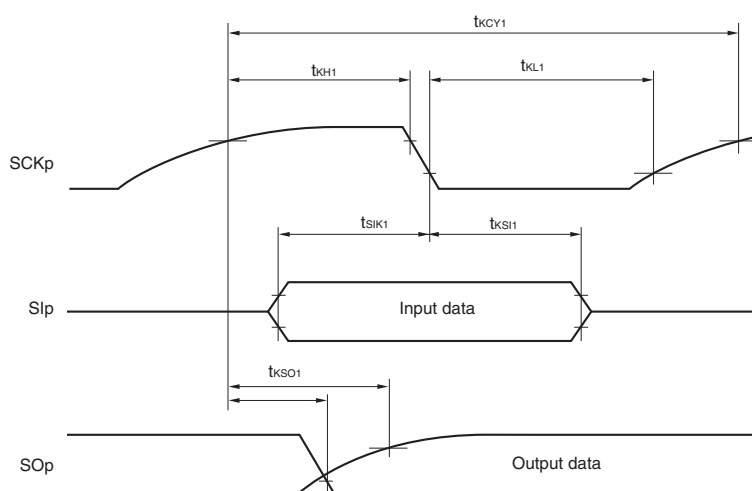 tKCY1
tKH1
tKL1
SCKp
tSIK1
tKSI1
SIp
Input data
tKSO1
SOp
Output data